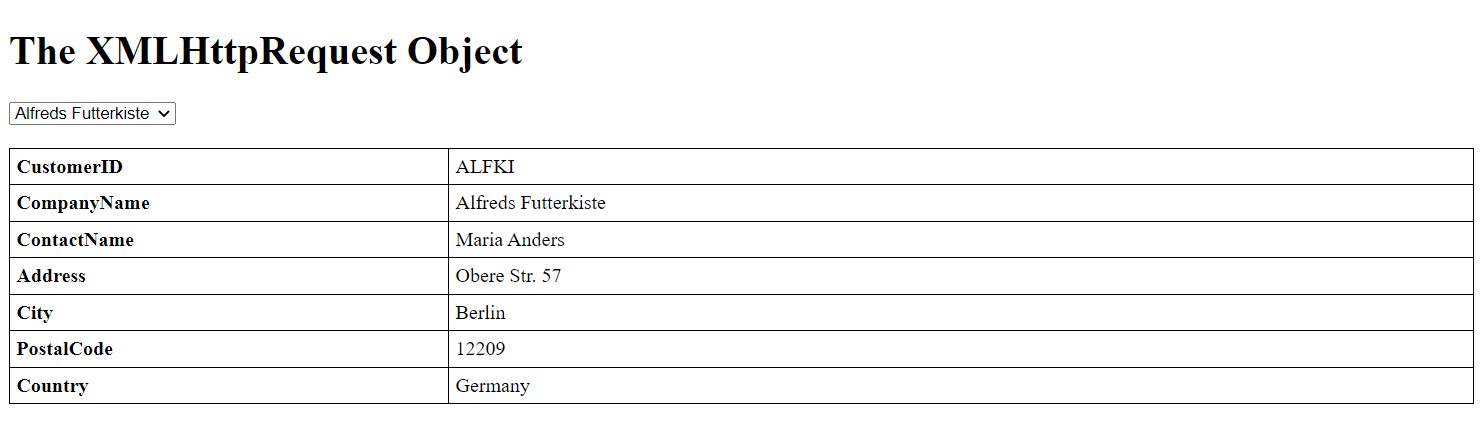 The XMLHttpRequest Object
Alfreds Futterkiste
CustomerID ALFKI
CompanyName Alfreds Futterkiste
ContactName Maria Anders
Address Obere Str. 57
City Berlin
PostalCode 12209
Country Germany